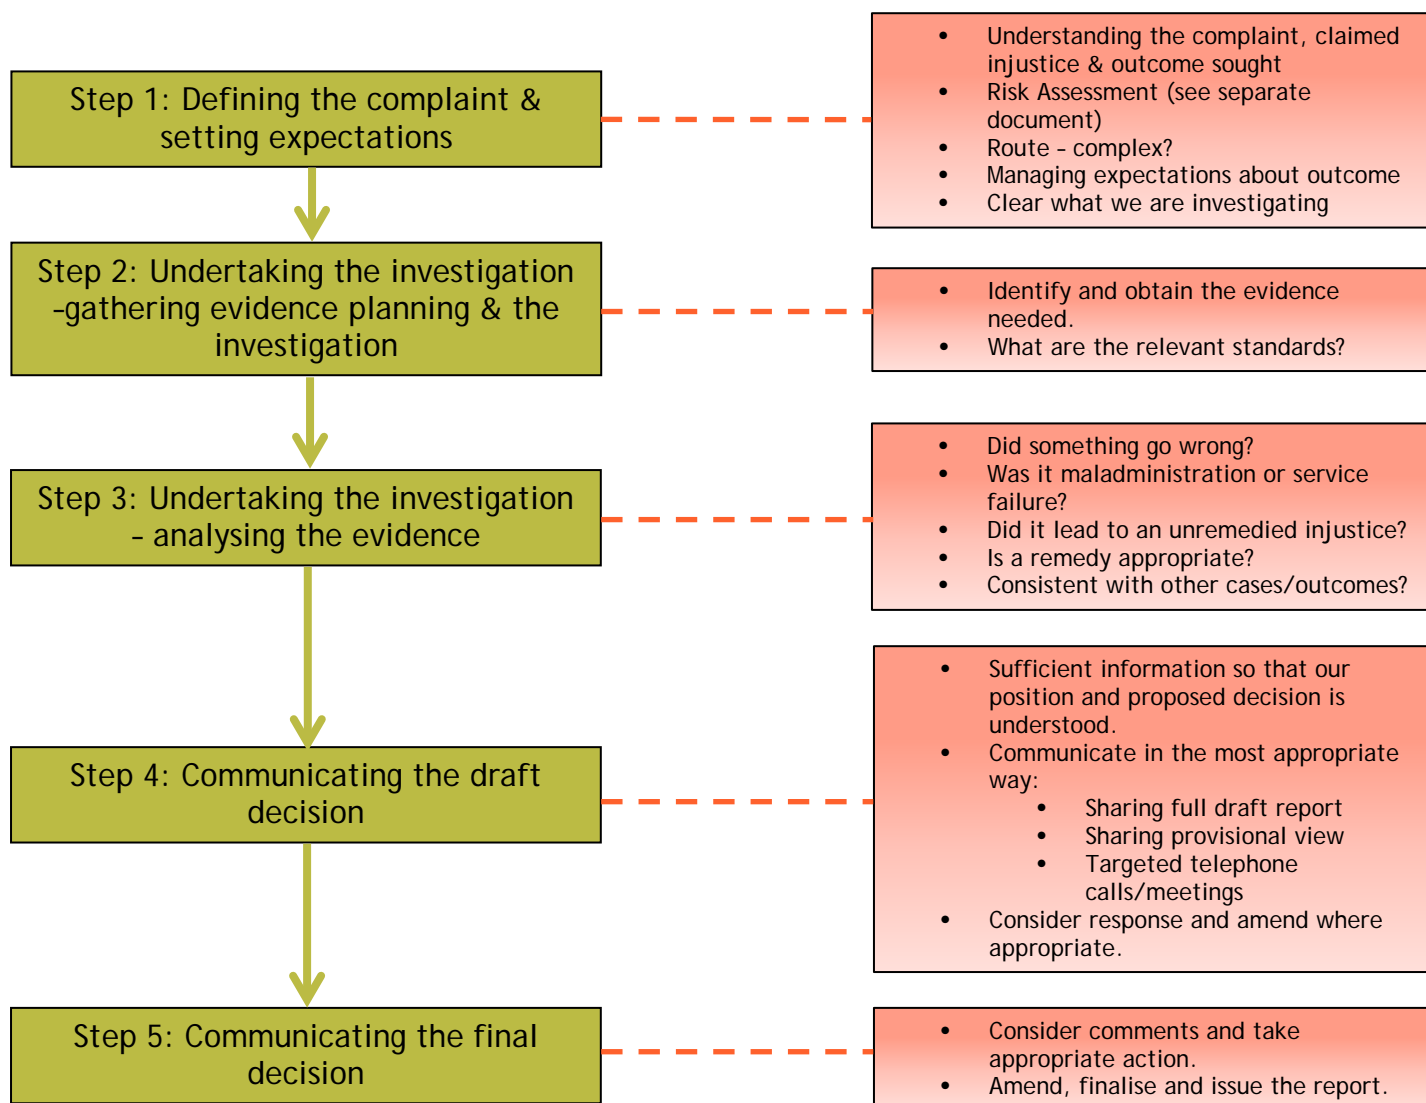 Step 1: Defining the complaint &
setting expectations
• Understanding the complaint, claimed
injustice & outcome sought
• Risk Assessment (see separate
document)
• Route – complex?
• Managing expectations about outcome
• Clear what we are investigating
Step 2: Undertaking the investigation
–gathering evidence planning & the
investigation
• Identify and obtain the evidence
needed.
• What are the relevant standards?
Step 3: Undertaking the investigation
– analysing the evidence
• Did something go wrong?
• Was it maladministration or service
failure?
• Did it lead to an unremedied injustice?
• Is a remedy appropriate?
• Consistent with other cases/outcomes?
Step 4: Communicating the draft
decision
• Sufficient information so that our
position and proposed decision is
understood.
• Communicate in the most appropriate
way:
• Sharing full draft report
• Sharing provisional view
• Targeted telephone
calls/meetings
• Consider response and amend where
appropriate.
Step 5: Communicating the final
decision
• Consider comments and take
appropriate action.
• Amend, finalise and issue the report.